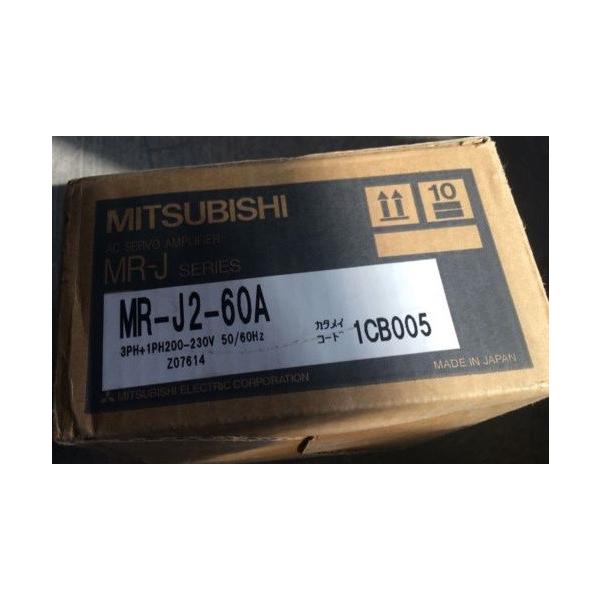 MITSUBISHI
AC SERVO AMPLIFIER
MR-J SERIES
10
MR-J2-60A
3PH+1PH200-230V 50/60Hz
Z07614
カタメイ
コード
1CB005
MITSUBISHI ELECTRIC CORPORATION
MADE IN JAPAN